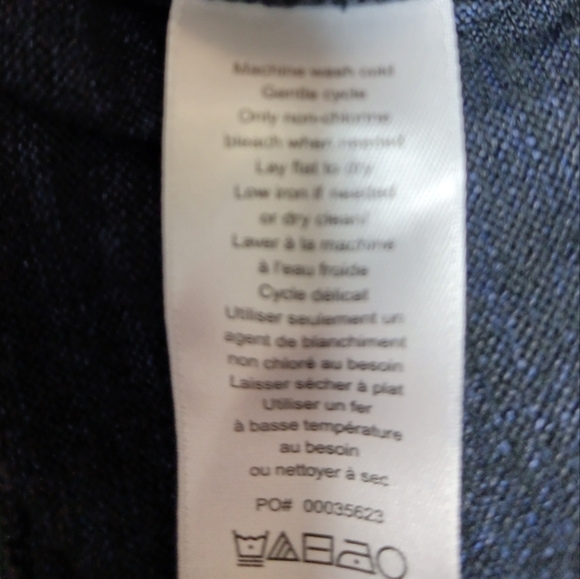 Machine wash cold
Gentle cycle
Only non-chlorine
bleach when needed
Lay flat to dry
Low iron if needed
or dry clean/
Laver à la machine
à l'eau froide
Cycle délicat
Utiliser seulement un
agent de blanchiment
non chloré au besoin
Laisser sécher à plat
Utiliser un fer
à basse température
au besoin
ou nettoyer à sec
PO# 00035623